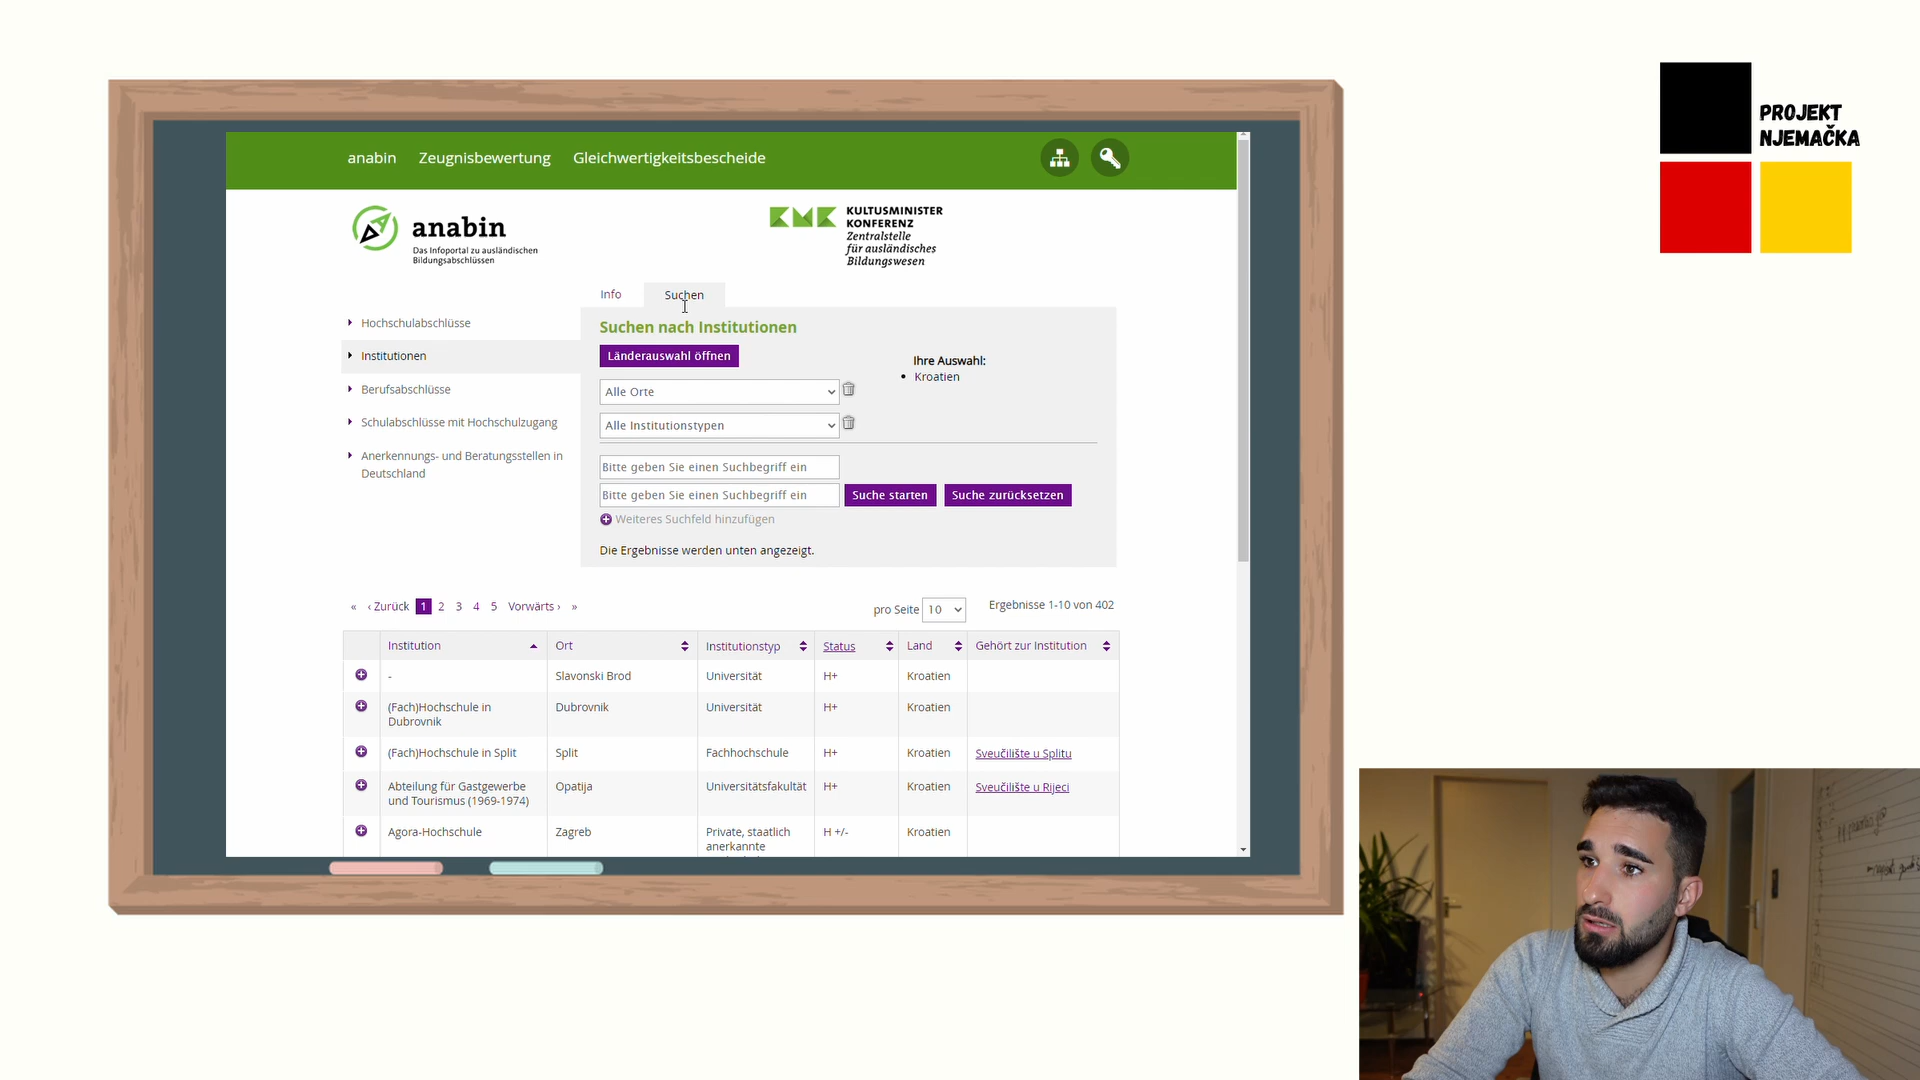 PROJEKT
NJEMAČKA
anabin Zeugnisbewertung Gleichwertigkeitsbescheide
anabin
Das Infoportal zu ausländischen
Bildungsabschlüssen
KMK
KULTUSMINISTER
KONFERENZ
Zentralstelle
für ausländisches
Bildungswesen
Info Suchen
Hochschulabschlüsse
Institutionen
Berufsabschlüsse
Schulabschlüsse mit Hochschulzugang
Anerkennungs- und Beratungsstellen in
Deutschland
Suchen nach Institutionen
Länderauswahl öffnen
Ihre Auswahl:
• Kroatien
Alle Orte
Alle Institutionstypen
Bitte geben Sie einen Suchbegriff ein
Bitte geben Sie einen Suchbegriff ein Suche starten Suche zurücksetzen
Weiteres Suchfeld hinzufügen
Die Ergebnisse werden unten angezeigt.
« ‹ Zurück 1 2 3 4 5 Vorwärts › » pro Seite 10 Ergebnisse 1-10 von 402
Institution Ort Institutionstyp Status Land Gehört zur Institution
- Slavonski Brod Universität H+ Kroatien
(Fach)Hochschule in Dubrovnik Universität H+ Kroatien
Dubrovnik
(Fach)Hochschule in Split Split Fachhochschule H+ Kroatien Sveučilište u Splitu
Abteilung für Gastgewerbe Opatija Universitätsfakultät H+ Kroatien Sveučilište u Rijeci
und Tourismus (1969-1974)
Agora-Hochschule Zagreb Private, staatlich H +/- Kroatien
anerkannte